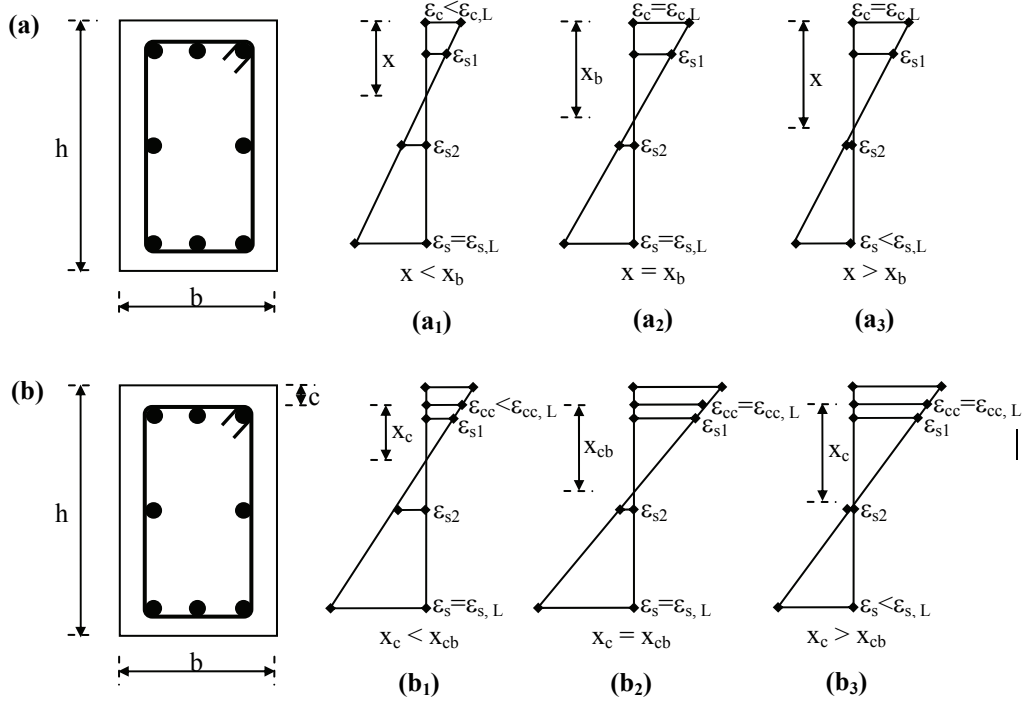 (a)
h
b
εc<εc,L
x
εs1
εs2
εs=εs,L
x < xb
(a1)
εc=εc,L
xb
εs1
εs2
εs=εs,L
x = xb
(a2)
εc=εc,L
x
εs1
εs2
εs<εs,L
x > xb
(a3)
(b)
c
h
b
εcc<εcc, L
xc
εs1
εs2
εs=εs, L
xc < xcb
(b1)
εcc=εcc, L
xcb
εs1
εs2
εs=εs, L
xc = xcb
(b2)
εcc=εcc, L
xc
εs1
εs2
εs<εs, L
xc > xcb
(b3)